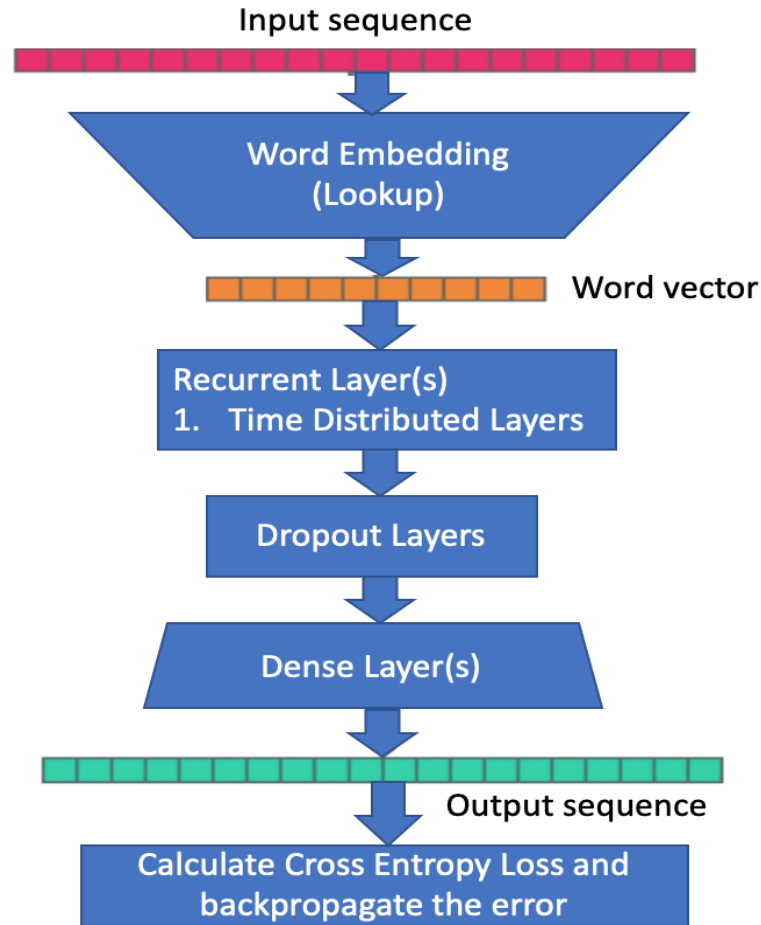 Input sequence
Word Embedding
(Lookup)
Word vector
Recurrent Layer(s)
1. Time Distributed Layers
Dropout Layers
Dense Layer(s)
Output sequence
Calculate Cross Entropy Loss and
backpropagate the error